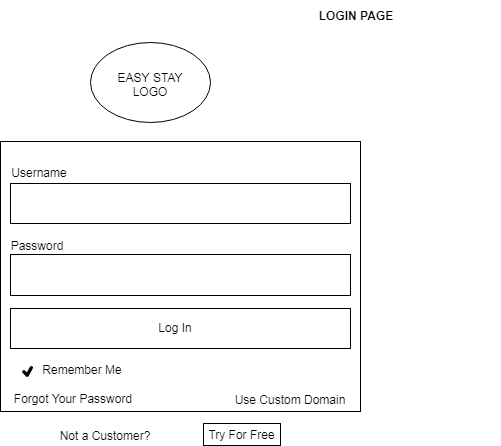 LOGIN PAGE
EASY STAY
LOGO
Username
Password
Log In
Remember Me
Forgot Your Password
Use Custom Domain
Not a Customer?
Try For Free